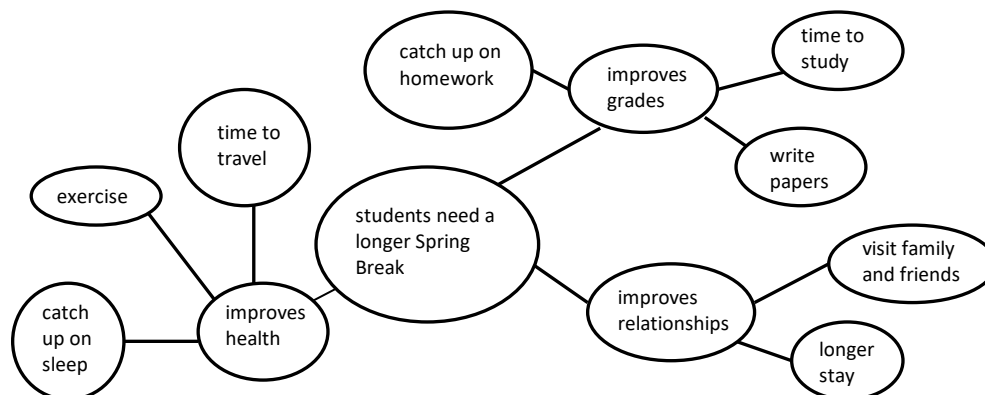 catch up on
homework
improves
grades
time to
study
write
papers
time to
travel
exercise
catch
up on
sleep
improves
health
students need a
longer Spring
Break
improves
relationships
visit family
and friends
longer
stay